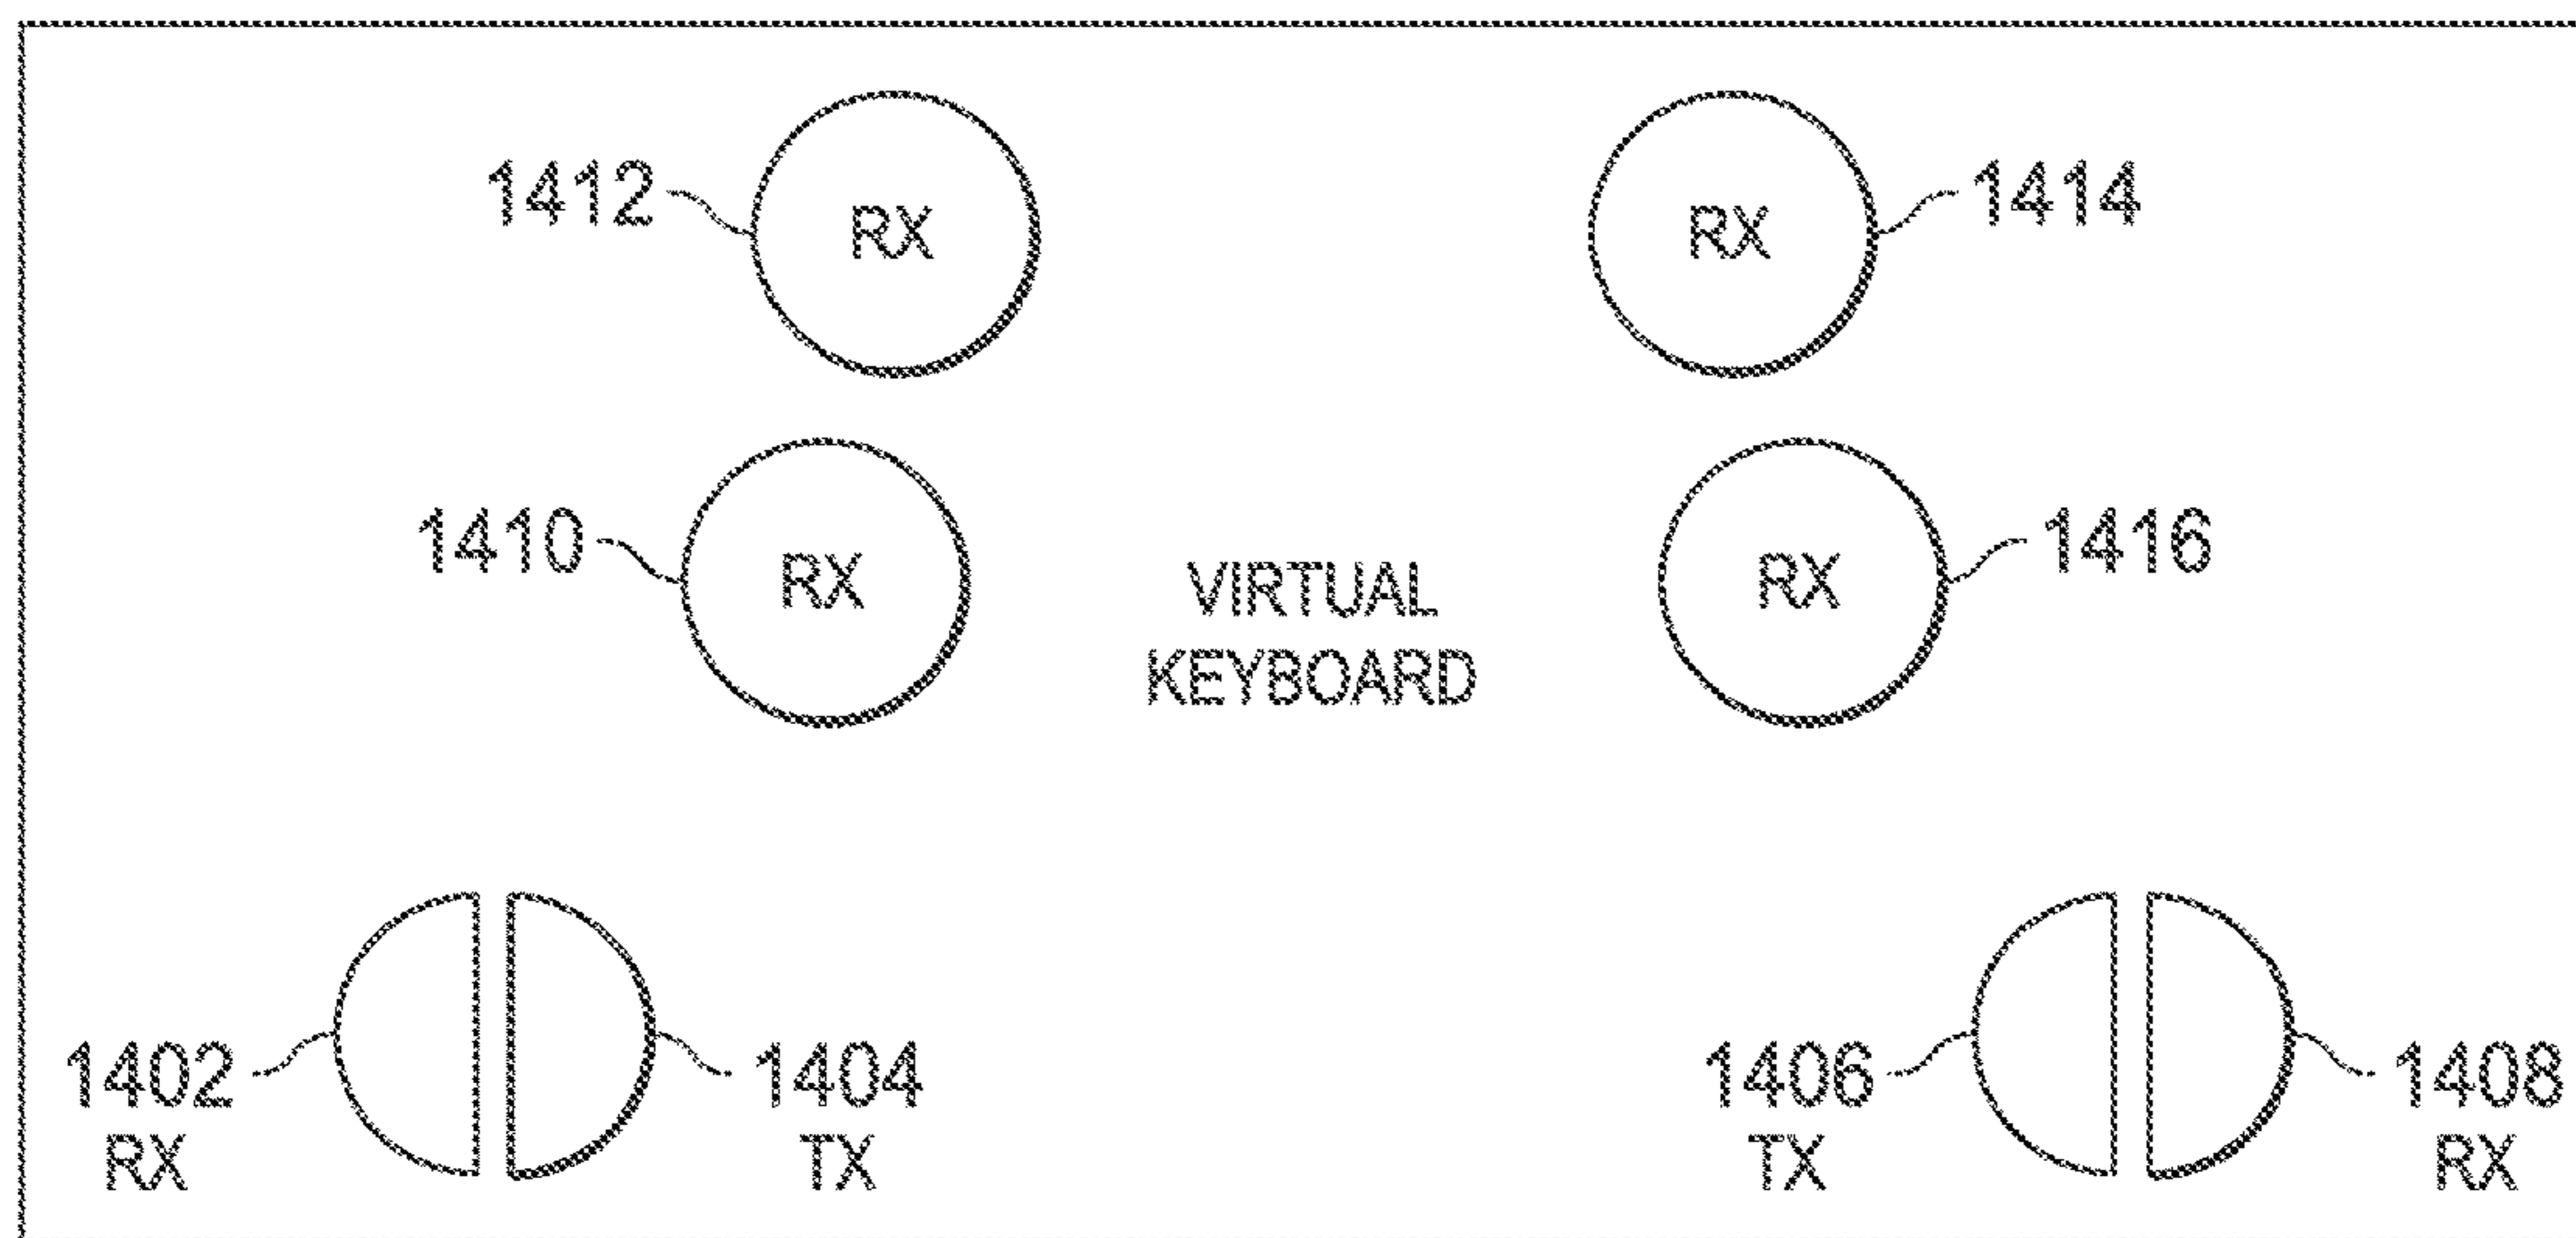 1412 RX RX 1414
1410 RX RX 1416
VIRTUAL
KEYBOARD
1402 1404 1406 1408
RX TX TX RX